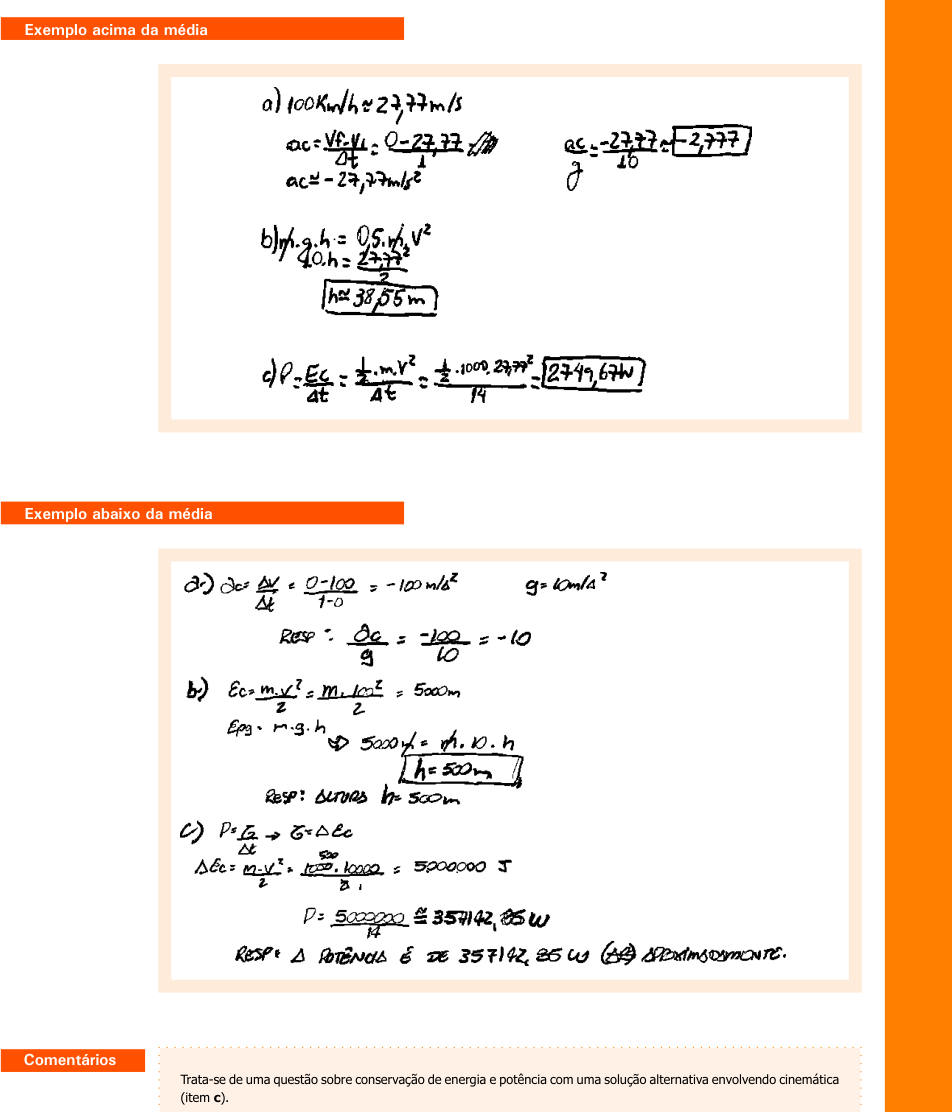 Exemplo acima da média
a) 100Km/h ≈ 27,77m/s
ac = Vf-Vi/Δt = 0-27,77/1
ac/g = -27,77/10 ≈ -2,777
ac ≈ -27,77m/s²
b) m.g.h = 0,5.m.V²
10.h = 27,77²/2
h ≈ 38,55m
c) P = Ec/Δt = ½.m.V²/Δt = ½.1000.27,77²/14 = 2749,67W
Exemplo abaixo da média
a) ac = ΔV/Δt = 0-100/1-0 = -100 m/s² g = 10m/s²
RESP: ac/g = -100/10 = -10
b) Ec = m.v²/2 = m.100²/2 = 5000m
Epg = m.g.h
5000m = m.10.h
h = 500m
RESP: ALTURA h = 500m
c) P = τ/Δt → τ = ΔEc
ΔEc = m.v²/2 = 1000.10000/2 = 5000000 J
500
1
P = 5000000/14 ≅ 357142,85 W
RESP: A POTÊNCIA É DE 357142,85 W APROXIMADAMENTE.
Comentários
Trata-se de uma questão sobre conservação de energia e potência com uma solução alternativa envolvendo cinemática
(item c).